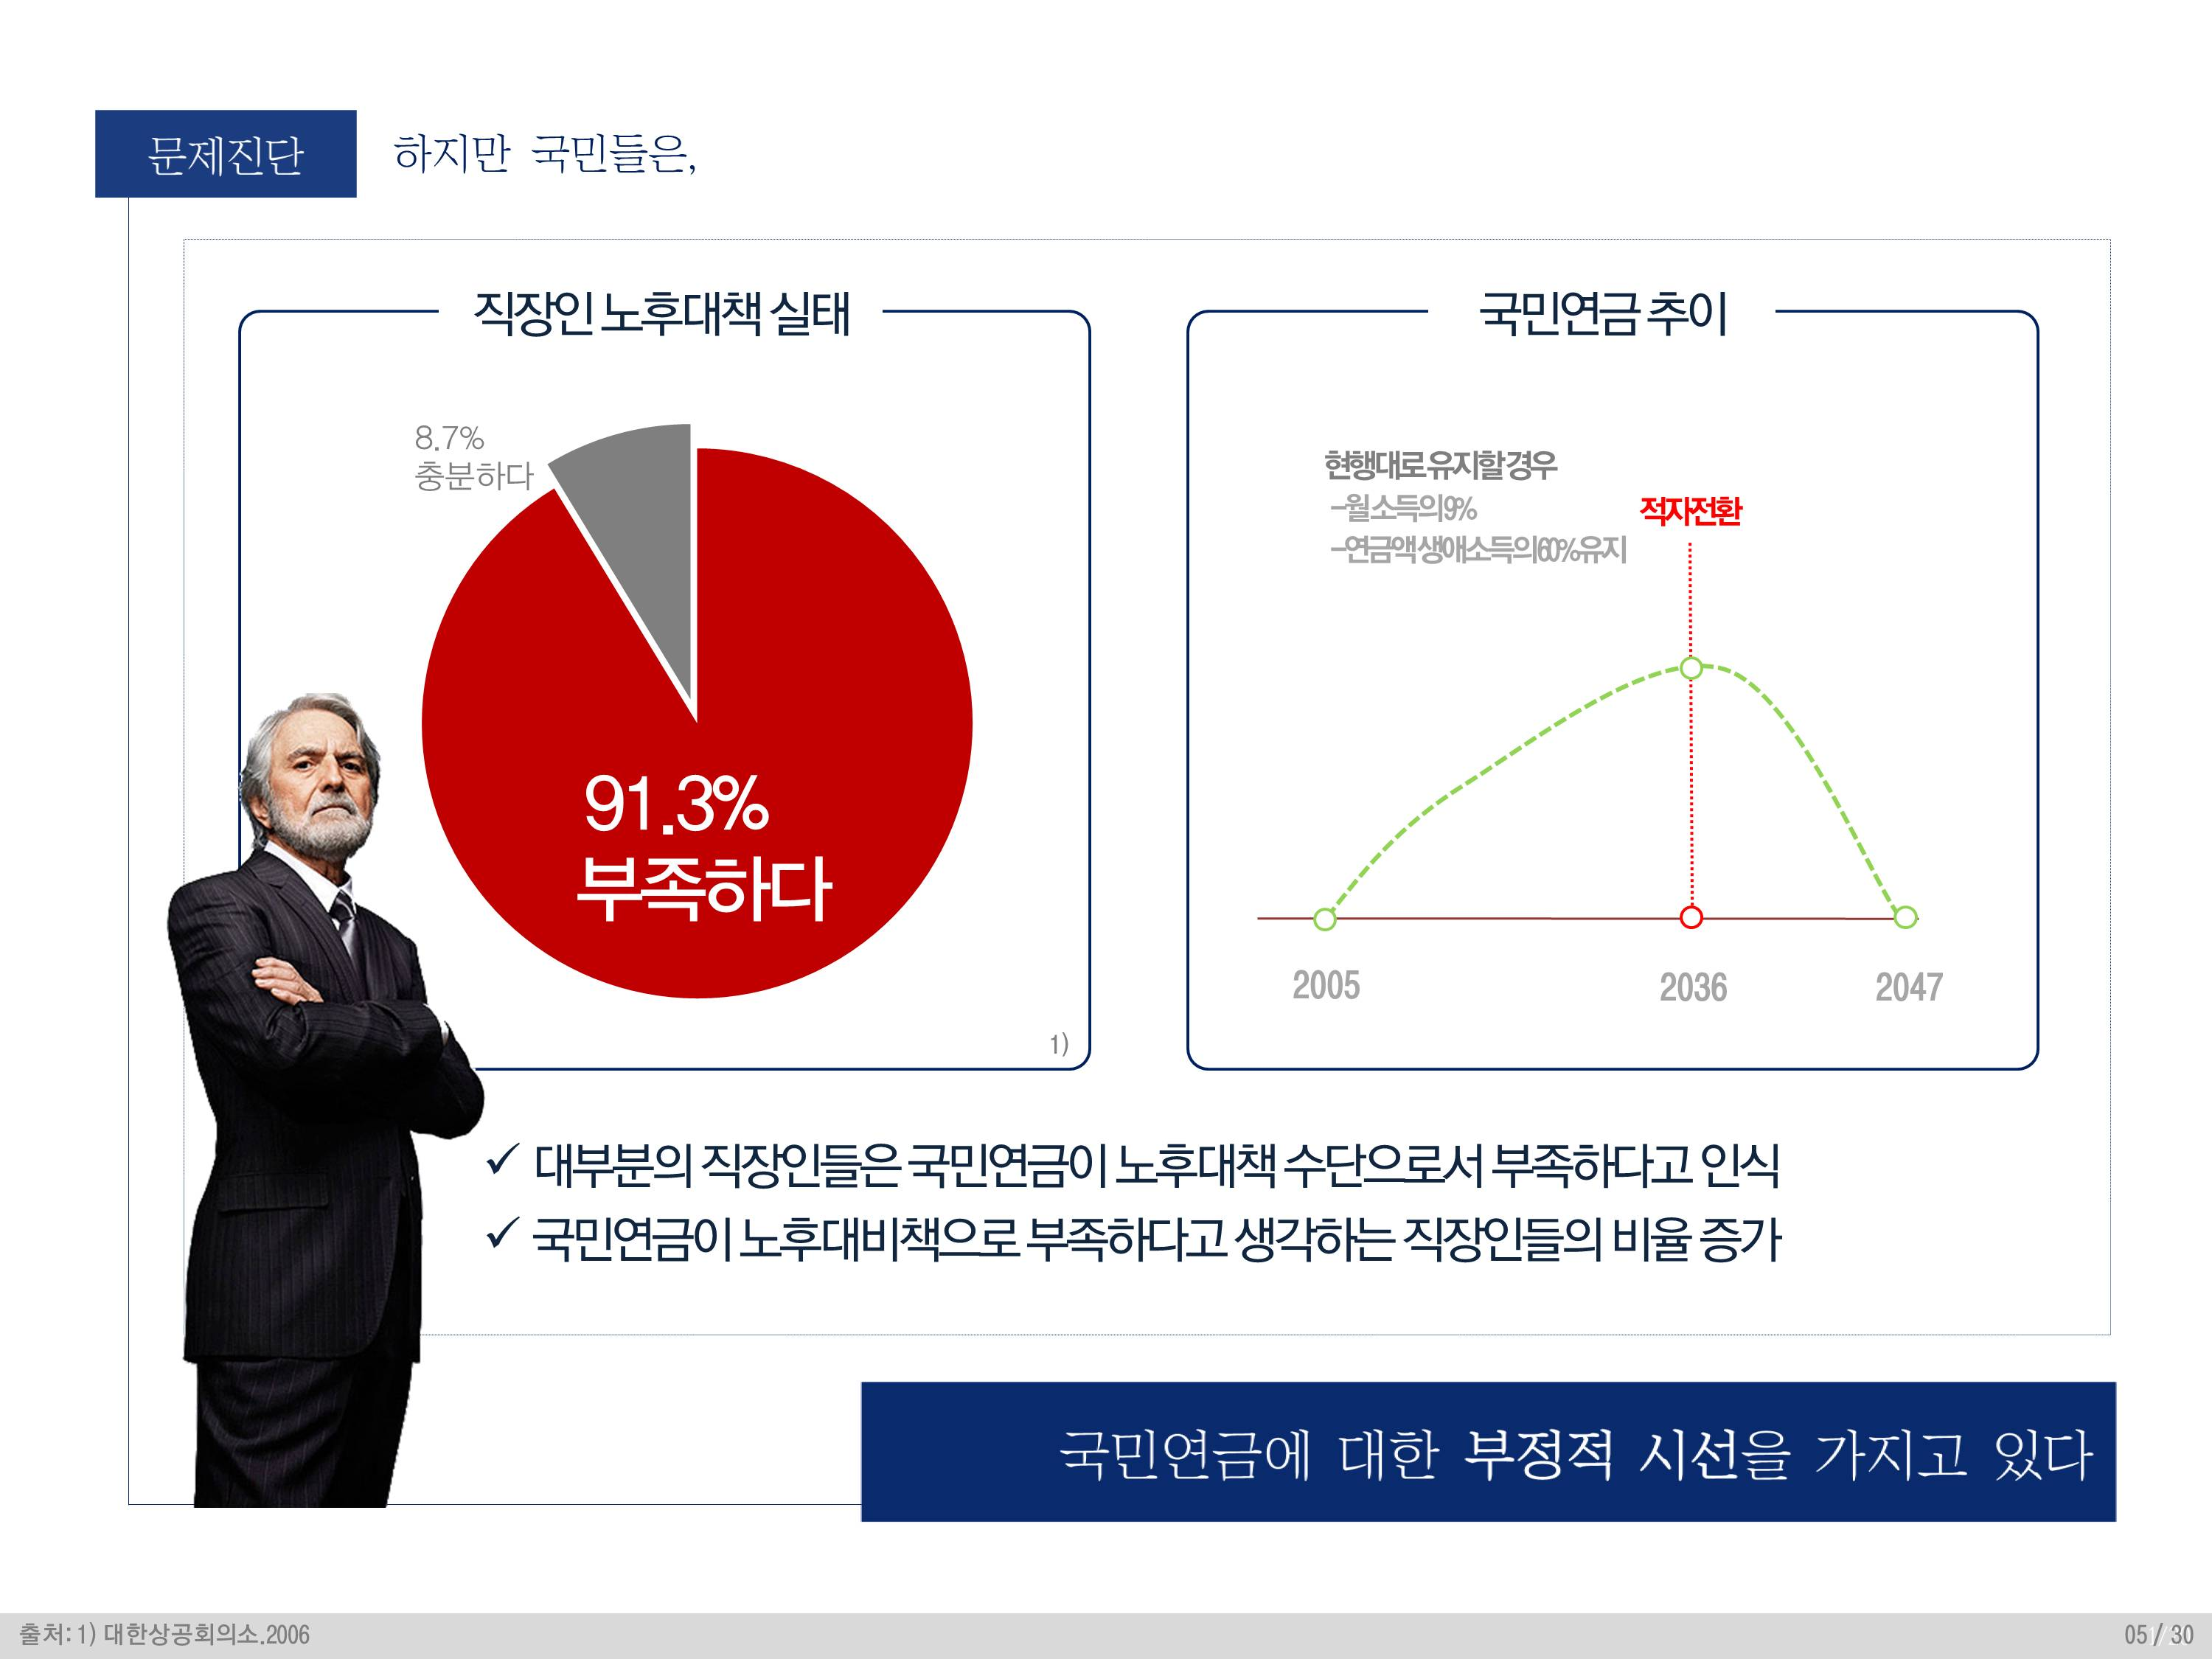 문제진단
하지만 국민들은,
직장인 노후대책 실태
8.7%
충분하다
91.3%
부족하다
1)
국민연금 추이
현행대로 유지할 경우
-월 소득의 9%
-연금액 생애소득의 60%유지
적자전환
2005
2036
2047
✓ 대부분의 직장인들은 국민연금이 노후대책 수단으로서 부족하다고 인식
✓ 국민연금이 노후대비책으로 부족하다고 생각하는 직장인들의 비율 증가
국민연금에 대한 부정적 시선을 가지고 있다
출처: 1) 대한상공회의소.2006
05 / 30